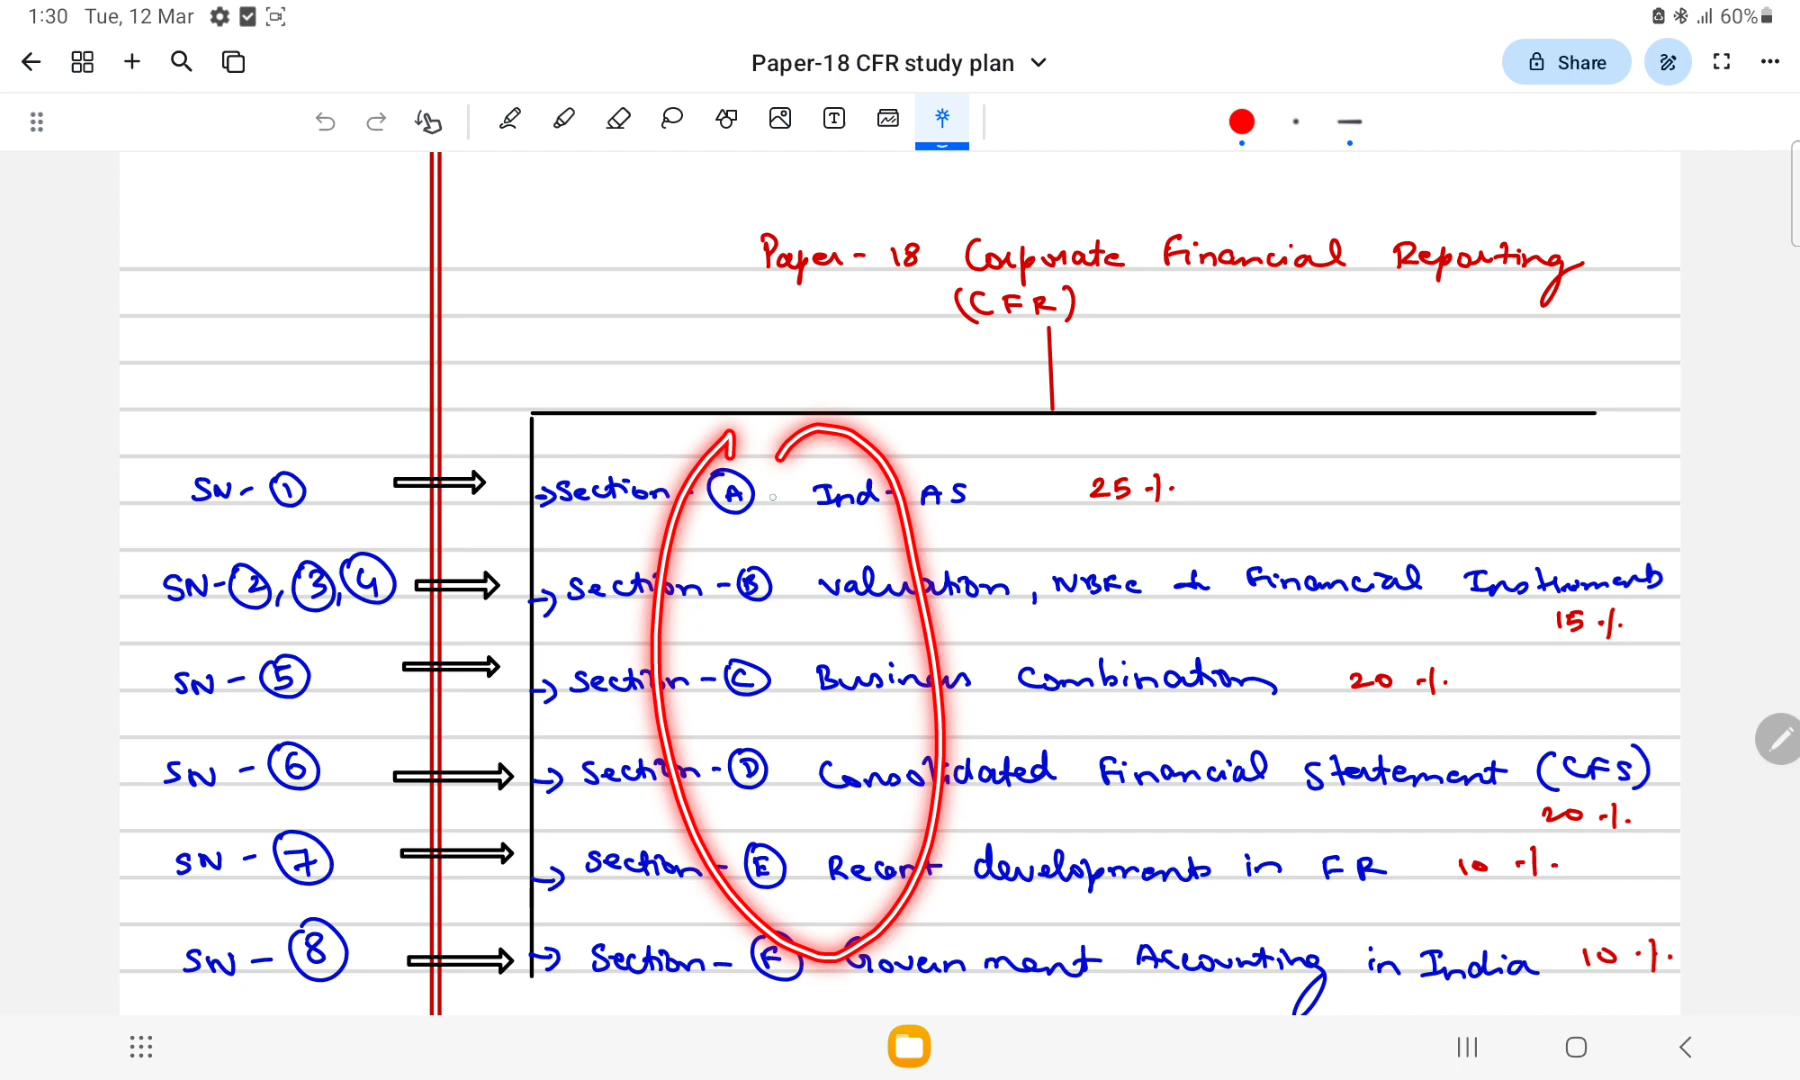 1:30 Tue, 12 Mar
60%
Paper-18 CFR study plan
Share
Paper - 18 Corporate Financial Reporting
(CFR)
SN - 1 → Section - A Ind - AS 25 %
SN - 2, 3, 4 → Section - B Valuation, NBFC & Financial Instruments
15 %
SN - 5 → Section - C Business Combination 20 %
SN - 6 → Section - D Consolidated Financial Statement (CFS)
20 %
SN - 7 → Section - E Recent developments in FR 10 %
SN - 8 → Section - F Government Accounting in India 10 %